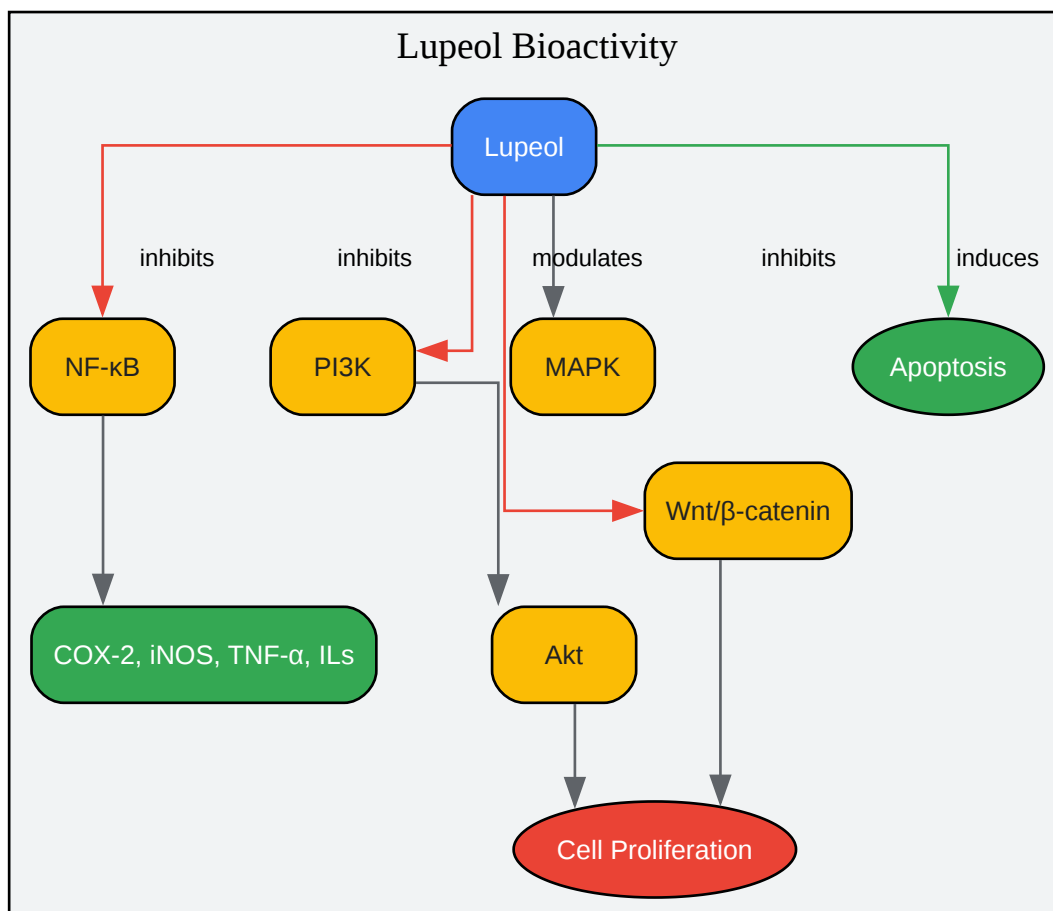 Lupeol Bioactivity
Lupeol
inhibits
inhibits
modulates
inhibits
induces
NF-κB
PI3K
MAPK
Apoptosis
Wnt/β-catenin
COX-2, iNOS, TNF-α, ILs
Akt
Cell Proliferation